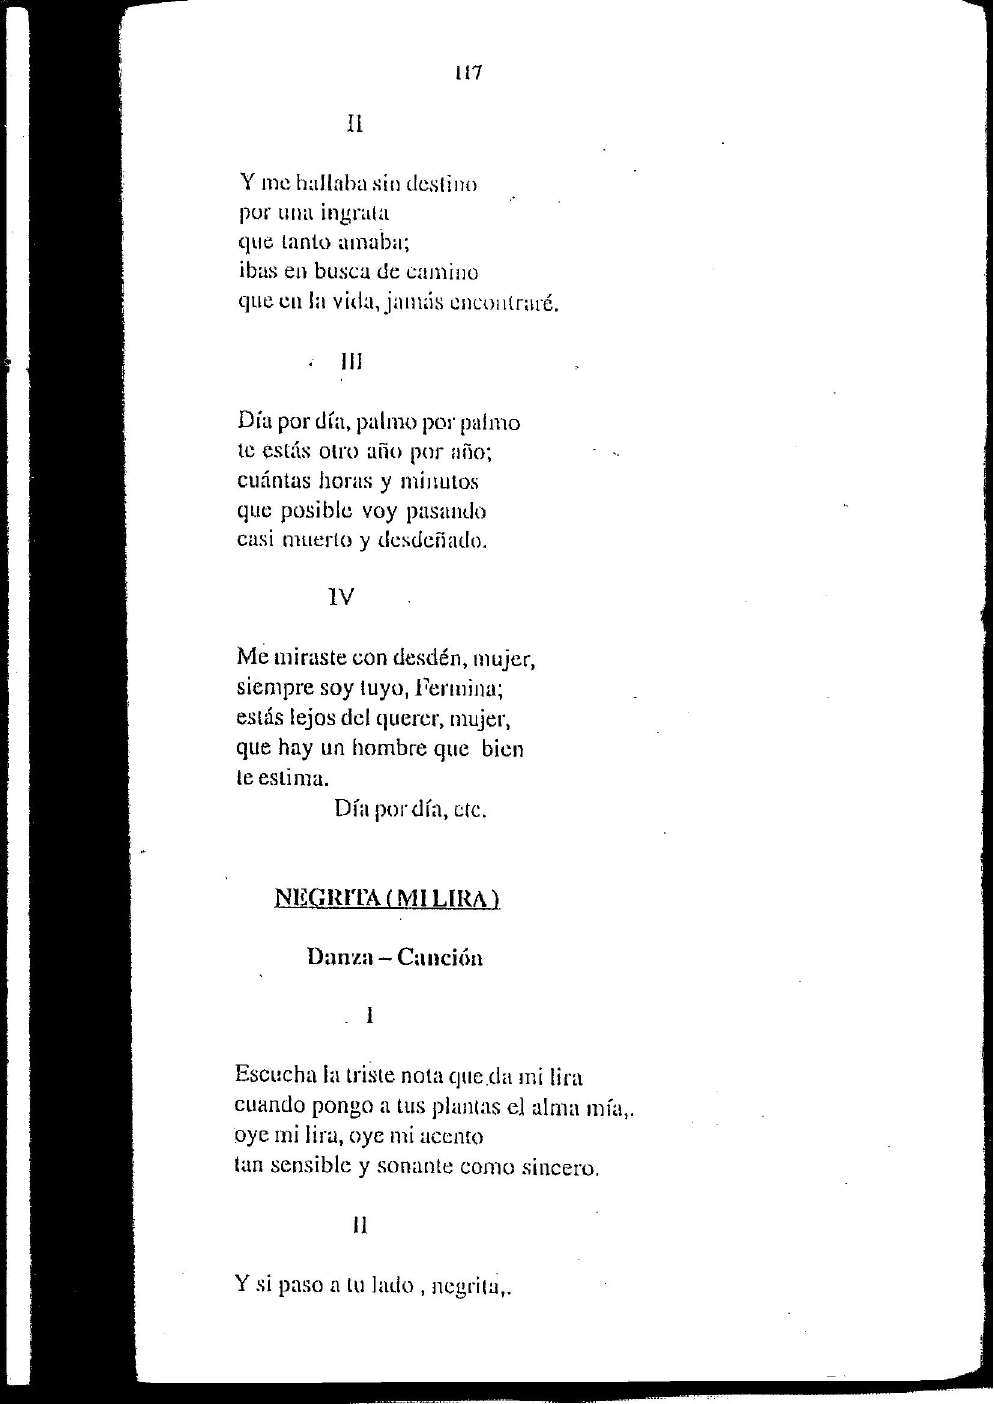 117
II
Y me hallaba sin destino
por una ingrata
que tanto amaba;
ibas en busca de camino
que en la vida, jamás encontraré.
III
Día por día, palmo por palmo
te estás otro año por año;
cuántas horas y minutos
que posible voy pasando
casi muerto y desdeñado.
IV
Me miraste con desdén, mujer,
siempre soy tuyo, Fermina;
estás lejos del querer, mujer,
que hay un hombre que bien
te estima.
Día por día, etc.
NEGRITA ( MI LIRA )
Danza – Canción
I
Escucha la triste nota que da mi lira
cuando pongo a tus plantas el alma mía,.
oye mi lira, oye mi acento
tan sensible y sonante como sincero.
II
Y si paso a tu lado , negrita,.